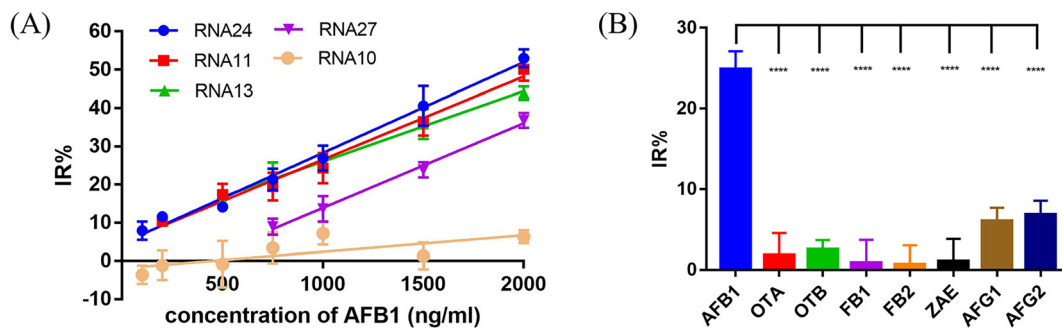 (A)
IR%
60
50
40
30
20
10
0
-10
RNA24
RNA11
RNA13
RNA27
RNA10
500
1000
1500
2000
concentration of AFB1 (ng/ml)
(B)
IR%
30
20
10
0
**** **** **** **** **** **** ****
AFB1
OTA
OTB
FB1
FB2
ZAE
AFG1
AFG2